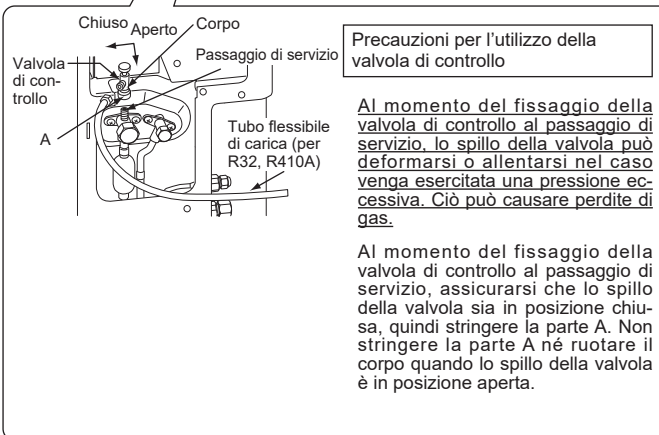 Chiuso
Aperto
Corpo
Passaggio di servizio
Valvola
di con-
trollo
A
Tubo flessibile
di carica (per
R32, R410A)
Precauzioni per l'utilizzo della
valvola di controllo
Al momento del fissaggio della
valvola di controllo al passaggio di
servizio, lo spillo della valvola può
deformarsi o allentarsi nel caso
venga esercitata una pressione ec-
cessiva. Ciò può causare perdite di
gas.
Al momento del fissaggio della
valvola di controllo al passaggio di
servizio, assicurarsi che lo spillo
della valvola sia in posizione chiu-
sa, quindi stringere la parte A. Non
stringere la parte A né ruotare il
corpo quando lo spillo della valvola
è in posizione aperta.